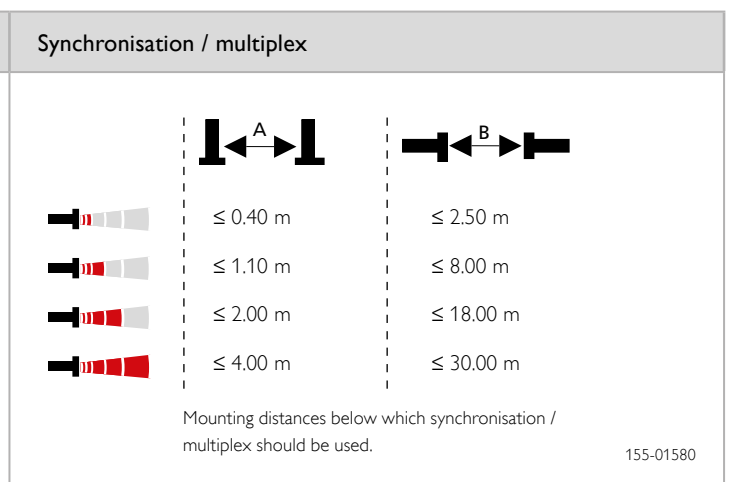 Synchronisation / multiplex
A
B
≤ 0.40 m ≤ 2.50 m
≤ 1.10 m ≤ 8.00 m
≤ 2.00 m ≤ 18.00 m
≤ 4.00 m ≤ 30.00 m
Mounting distances below which synchronisation /
multiplex should be used.
155-01580